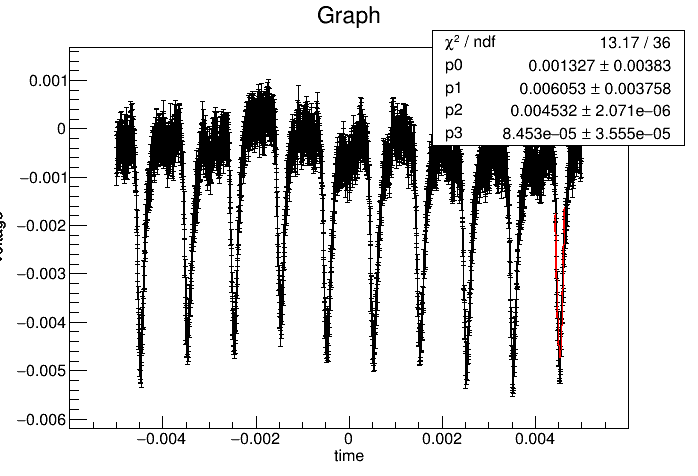 Graph
χ² / ndf 13.17 / 36
p0 0.001327 ± 0.00383
p1 0.006053 ± 0.003758
p2 0.004532 ± 2.071e−06
p3 8.453e−05 ± 3.555e−05
0.001
0
−0.001
−0.002
−0.003
−0.004
−0.005
−0.006
−0.004 −0.002 0 0.002 0.004
time